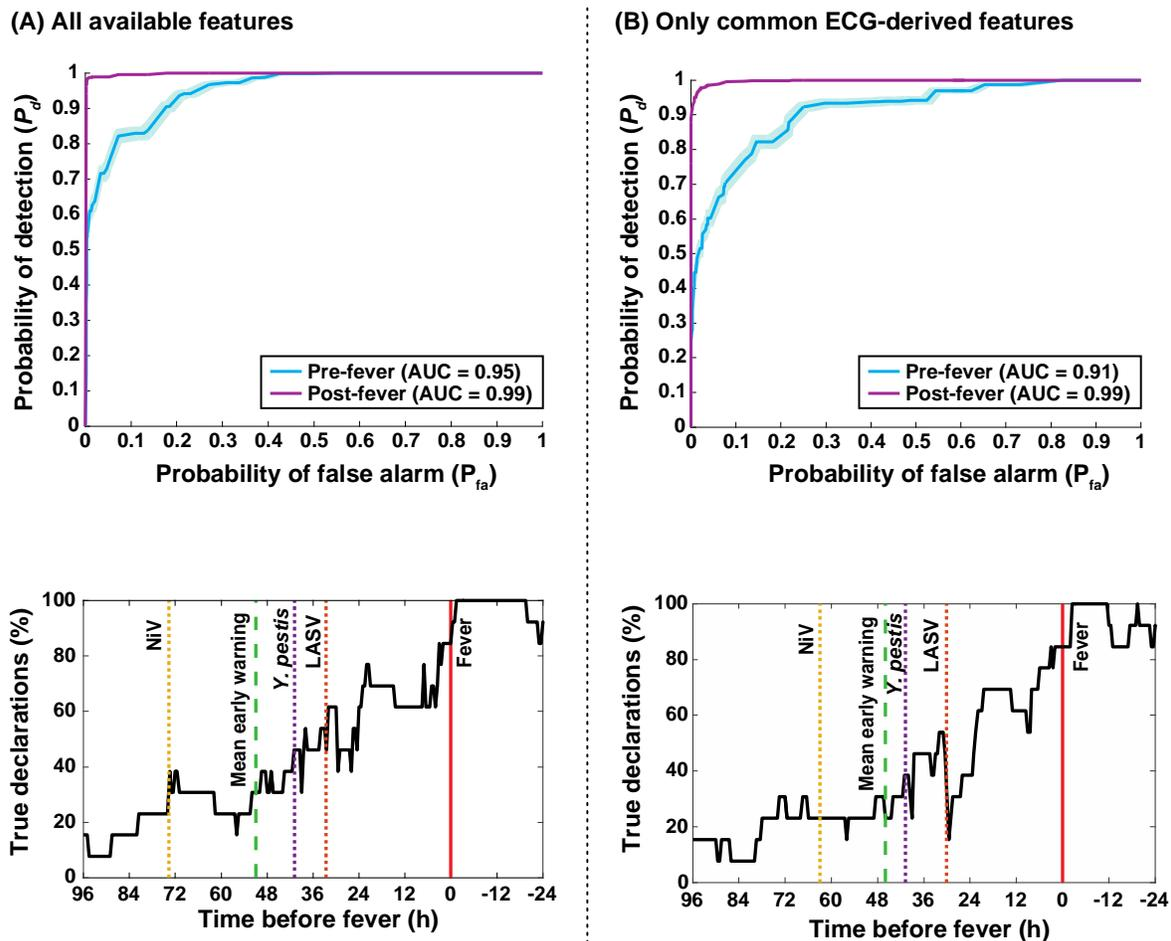 (A) All available features
Probability of detection (Pd)
1
0.9
0.8
0.7
0.6
0.5
0.4
0.3
0.2
0.1
0
Pre-fever (AUC = 0.95)
Post-fever (AUC = 0.99)
0 0.1 0.2 0.3 0.4 0.5 0.6 0.7 0.8 0.9 1
Probability of false alarm (Pfa)
(B) Only common ECG-derived features
Probability of detection (Pd)
1
0.9
0.8
0.7
0.6
0.5
0.4
0.3
0.2
0.1
0
Pre-fever (AUC = 0.91)
Post-fever (AUC = 0.99)
0 0.1 0.2 0.3 0.4 0.5 0.6 0.7 0.8 0.9 1
Probability of false alarm (Pfa)
True declarations (%)
100
80
60
40
20
0
NiV
Mean early warning
Y. pestis
LASV
Fever
96 84 72 60 48 36 24 12 0 -12 -24
Time before fever (h)
True declarations (%)
100
80
60
40
20
0
NiV
Mean early warning
Y. pestis
LASV
Fever
96 84 72 60 48 36 24 12 0 -12 -24
Time before fever (h)